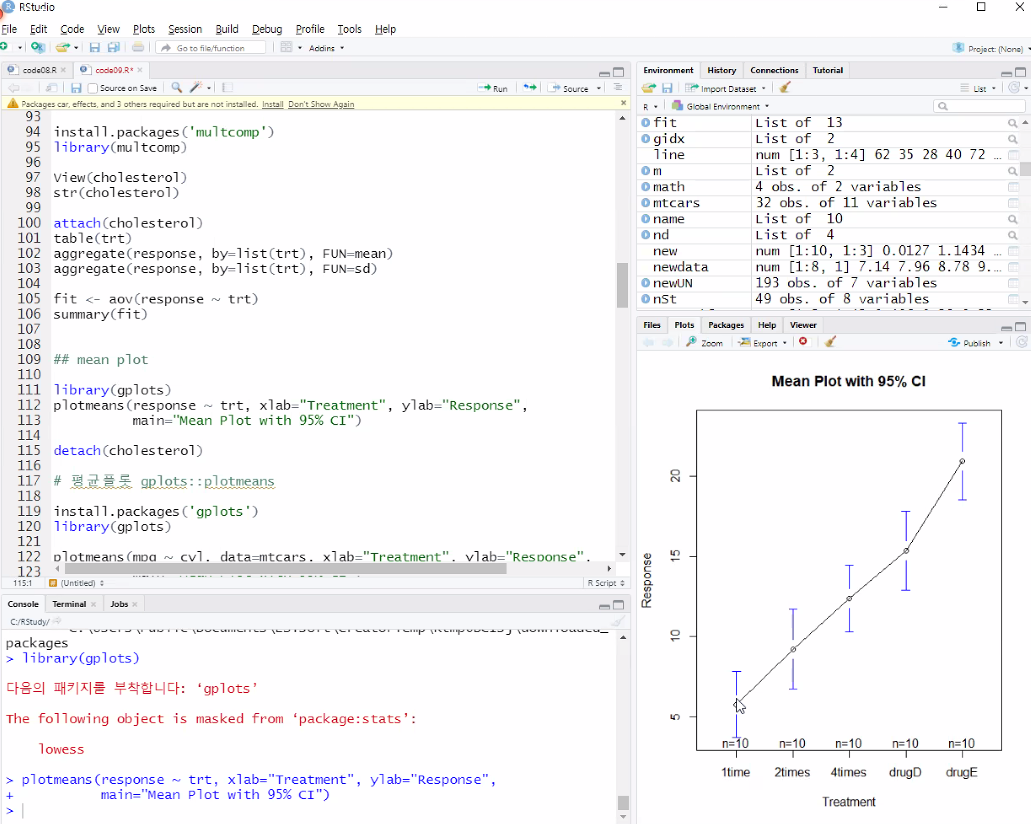 RStudio
File Edit Code View Plots Session Build Debug Profile Tools Help
Go to file/function Addins Project: (None)
code08.R code09.R*
Source on Save Run Source
Packages car, effects, and 3 others required but are not installed. Install Don't Show Again
93
94 install.packages('multcomp')
95 library(multcomp)
96
97 View(cholesterol)
98 str(cholesterol)
99
100 attach(cholesterol)
101 table(trt)
102 aggregate(response, by=list(trt), FUN=mean)
103 aggregate(response, by=list(trt), FUN=sd)
104
105 fit <- aov(response ~ trt)
106 summary(fit)
107
108
109 ## mean plot
110
111 library(gplots)
112 plotmeans(response ~ trt, xlab="Treatment", ylab="Response",
113 main="Mean Plot with 95% CI")
114
115 detach(cholesterol)
116
117 # 평균플롯 gplots::plotmeans
118
119 install.packages('gplots')
120 library(gplots)
121
122 plotmeans(mpg ~ cyl, data=mtcars, xlab="Treatment", ylab="Response",
123
115:1 (Untitled) R Script
Console Terminal Jobs
C:/RStudy/
packages
> library(gplots)
다음의 패키지를 부착합니다: ‘gplots’
The following object is masked from ‘package:stats’:
lowess
> plotmeans(response ~ trt, xlab="Treatment", ylab="Response",
+ main="Mean Plot with 95% CI")
>
Environment History Connections Tutorial
Import Dataset List
R Global Environment
fit List of 13
gidx List of 2
line num [1:3, 1:4] 62 35 28 40 72 ...
m List of 2
math 4 obs. of 2 variables
mtcars 32 obs. of 11 variables
name List of 10
nd List of 4
new num [1:10, 1:3] 0.0127 1.1434 ...
newdata num [1:8, 1] 7.14 7.96 8.78 9....
newUN 193 obs. of 7 variables
nSt 49 obs. of 8 variables
Files Plots Packages Help Viewer
Zoom Export Publish
Mean Plot with 95% CI
Response
20
15
10
5
n=10 n=10 n=10 n=10 n=10
1time 2times 4times drugD drugE
Treatment